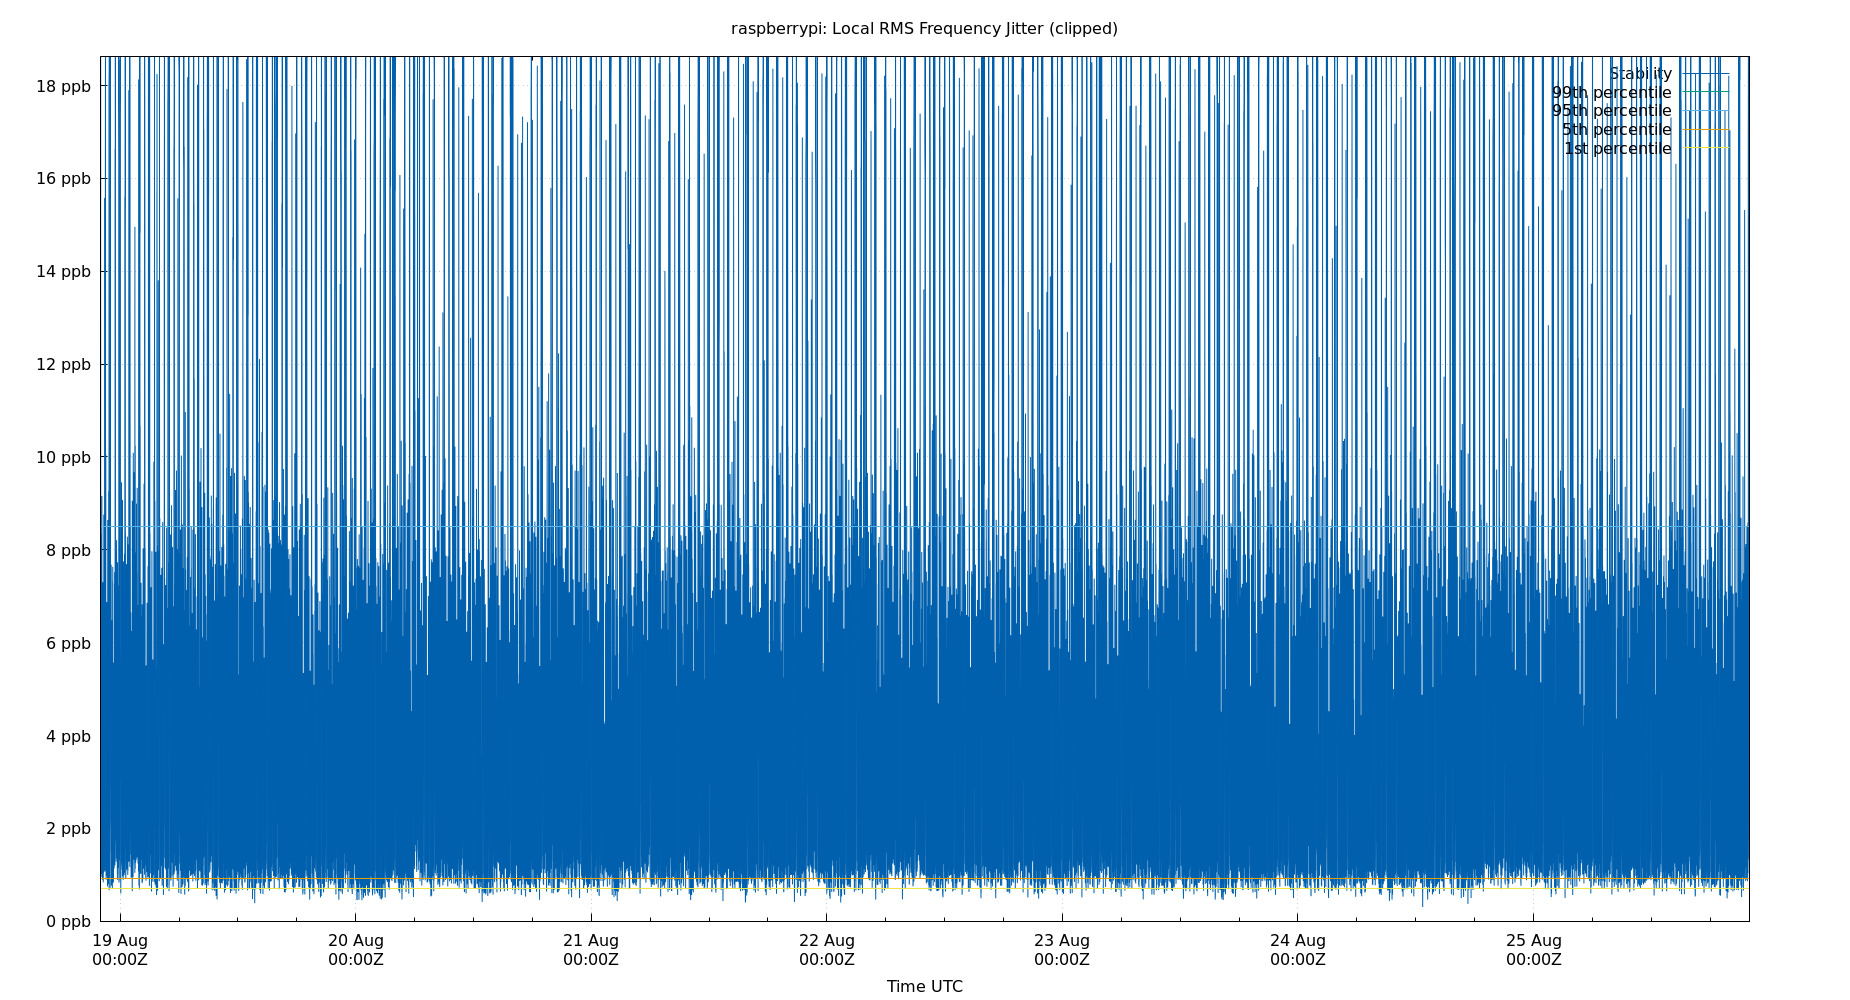 raspberrypi: Local RMS Frequency Jitter (clipped)
18 ppb
16 ppb
14 ppb
12 ppb
10 ppb
8 ppb
6 ppb
4 ppb
2 ppb
0 ppb
Stability
99th percentile
95th percentile
5th percentile
1st percentile
19 Aug
00:00Z
20 Aug
00:00Z
21 Aug
00:00Z
22 Aug
00:00Z
23 Aug
00:00Z
24 Aug
00:00Z
25 Aug
00:00Z
Time UTC